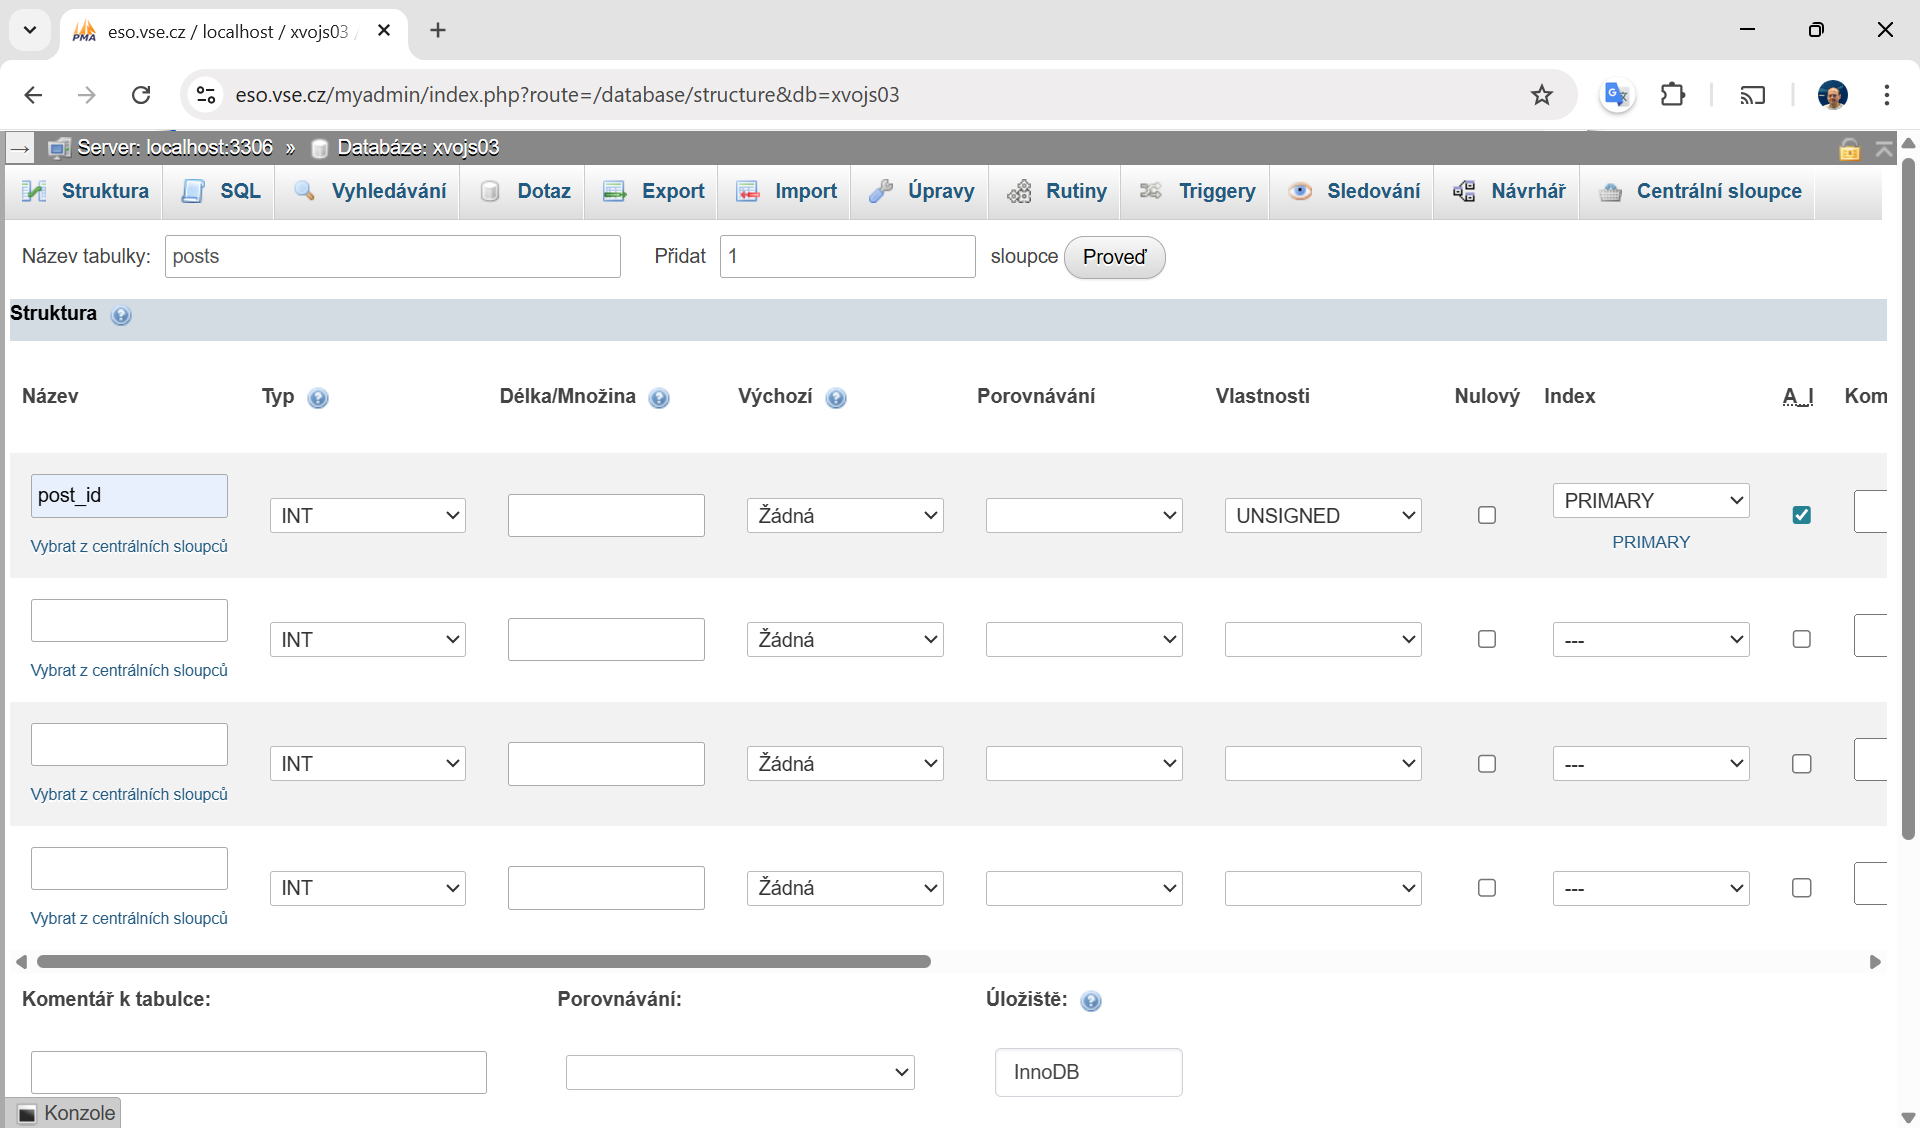 eso.vse.cz / localhost / xvojs03 /
eso.vse.cz/myadmin/index.php?route=/database/structure&db=xvojs03
Server: localhost:3306 » Databáze: xvojs03
Struktura SQL Vyhledávání Dotaz Export Import Úpravy Rutiny Triggery Sledování Návrhář Centrální sloupce
Název tabulky: posts Přidat 1 sloupce Proveď
Struktura
Název Typ Délka/Množina Výchozí Porovnávání Vlastnosti Nulový Index A_I Kom
post_id INT Žádná UNSIGNED PRIMARY
Vybrat z centrálních sloupců PRIMARY
INT Žádná ---
Vybrat z centrálních sloupců
INT Žádná ---
Vybrat z centrálních sloupců
INT Žádná ---
Vybrat z centrálních sloupců
Komentář k tabulce: Porovnávání: Úložiště:
InnoDB
Konzole